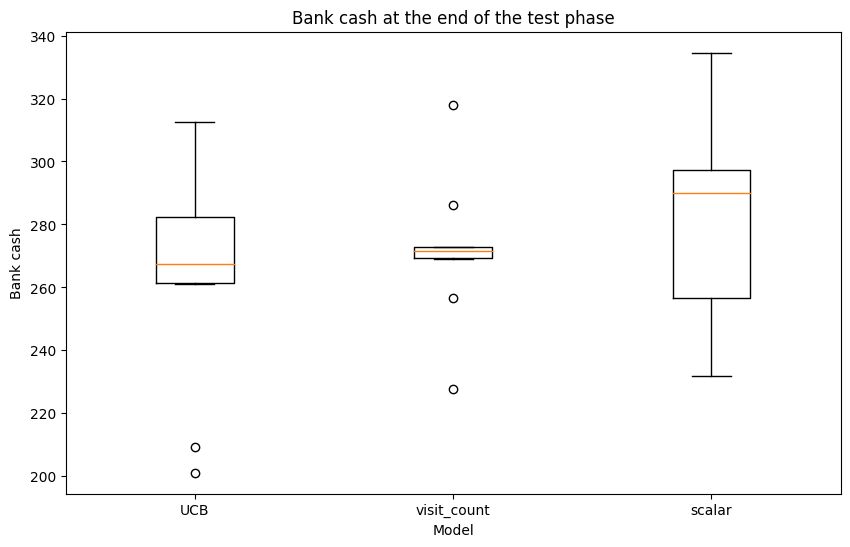 Bank cash at the end of the test phase
340
320
300
280
260
240
220
200
Bank cash
UCB
visit_count
scalar
Model